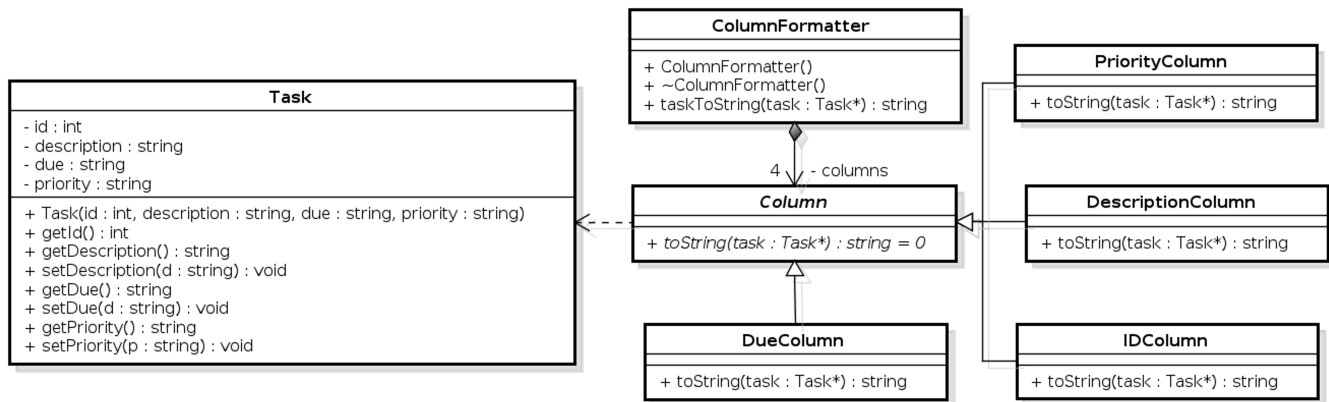 Task
- id : int
- description : string
- due : string
- priority : string
+ Task(id : int, description : string, due : string, priority : string)
+ getId() : int
+ getDescription() : string
+ setDescription(d : string) : void
+ getDue() : string
+ setDue(d : string) : void
+ getPriority() : string
+ setPriority(p : string) : void
ColumnFormatter
+ ColumnFormatter()
+ ~ColumnFormatter()
+ taskToString(task : Task*) : string
4 - columns
Column
+ toString(task : Task*) : string = 0
DueColumn
+ toString(task : Task*) : string
PriorityColumn
+ toString(task : Task*) : string
DescriptionColumn
+ toString(task : Task*) : string
IDColumn
+ toString(task : Task*) : string